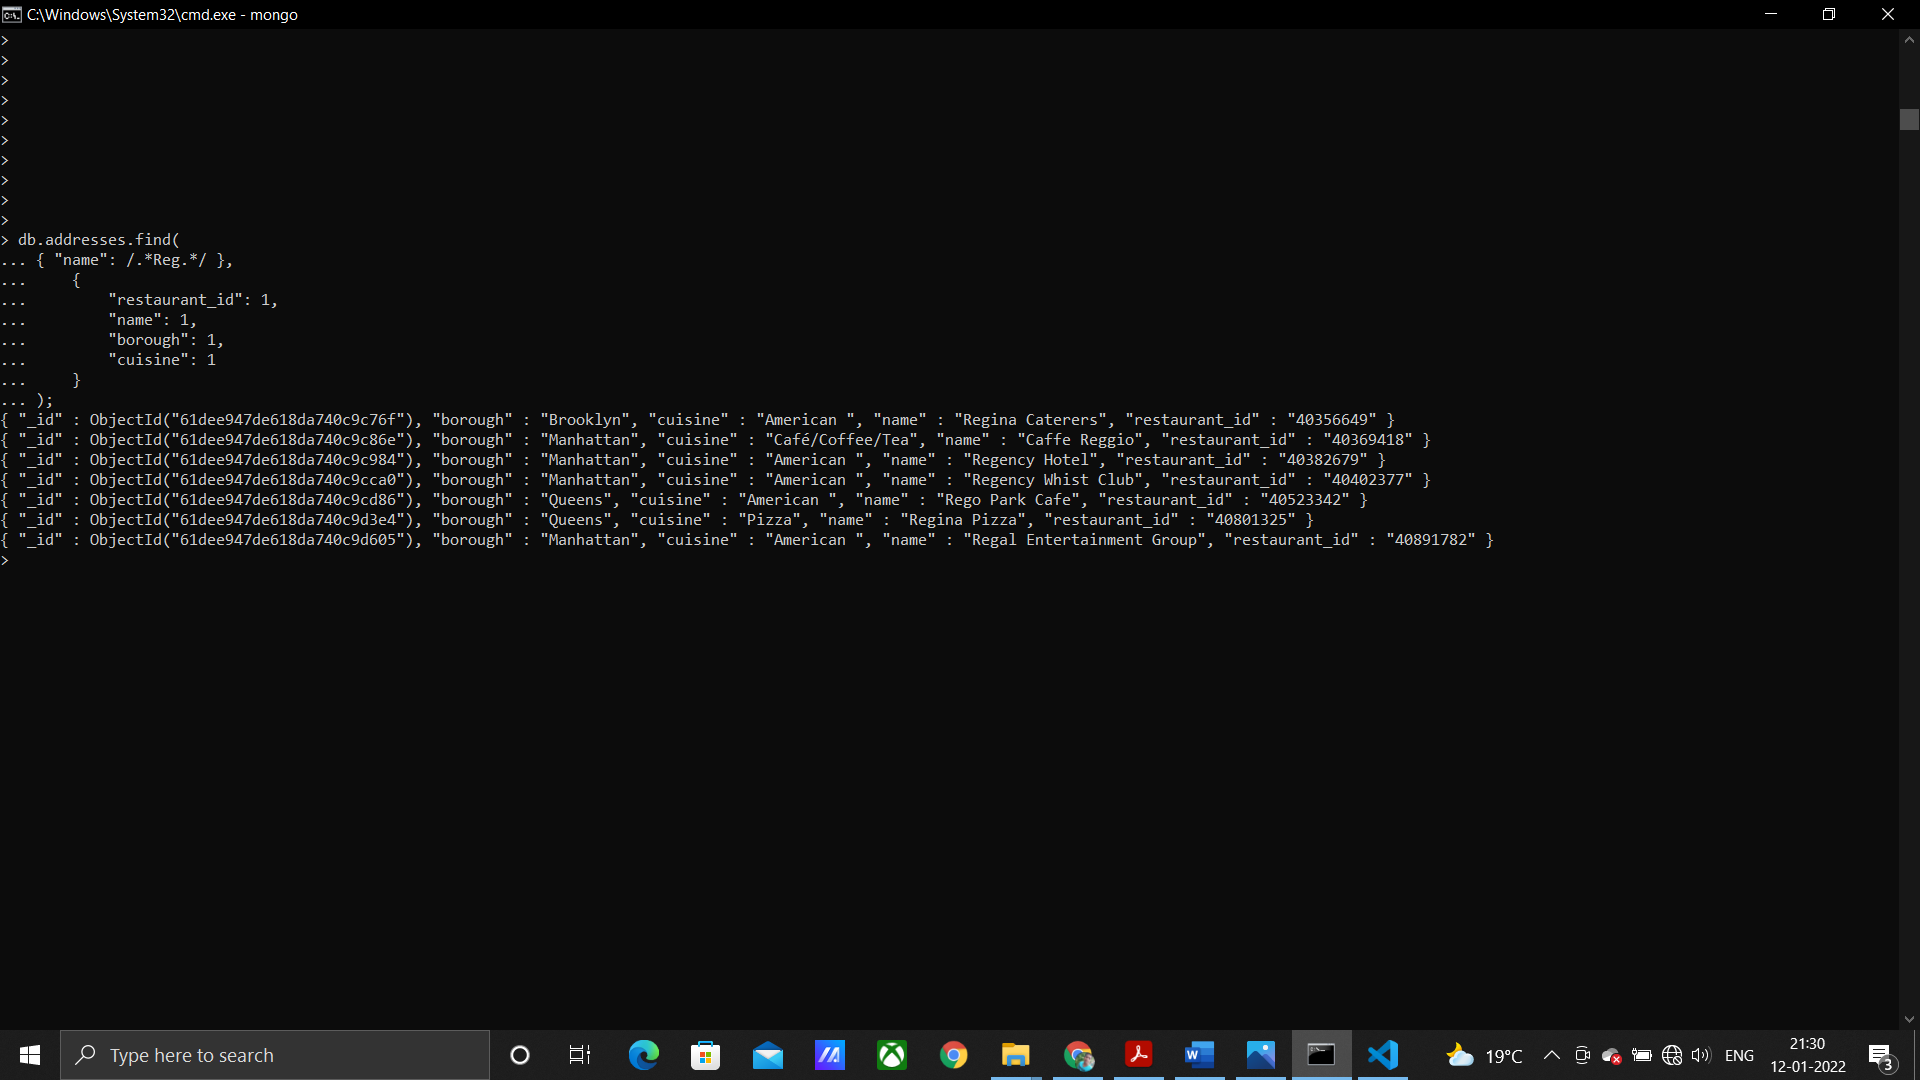 C:\Windows\System32\cmd.exe - mongo
>
>
>
>
>
>
>
>
>
>
> db.addresses.find(
... { "name": /.*Reg.*/ },
...     {
...         "restaurant_id": 1,
...         "name": 1,
...         "borough": 1,
...         "cuisine": 1
...     }
... );
{ "_id" : ObjectId("61dee947de618da740c9c76f"), "borough" : "Brooklyn", "cuisine" : "American ", "name" : "Regina Caterers", "restaurant_id" : "40356649" }
{ "_id" : ObjectId("61dee947de618da740c9c86e"), "borough" : "Manhattan", "cuisine" : "Café/Coffee/Tea", "name" : "Caffe Reggio", "restaurant_id" : "40369418" }
{ "_id" : ObjectId("61dee947de618da740c9c984"), "borough" : "Manhattan", "cuisine" : "American ", "name" : "Regency Hotel", "restaurant_id" : "40382679" }
{ "_id" : ObjectId("61dee947de618da740c9cca0"), "borough" : "Manhattan", "cuisine" : "American ", "name" : "Regency Whist Club", "restaurant_id" : "40402377" }
{ "_id" : ObjectId("61dee947de618da740c9cd86"), "borough" : "Queens", "cuisine" : "American ", "name" : "Rego Park Cafe", "restaurant_id" : "40523342" }
{ "_id" : ObjectId("61dee947de618da740c9d3e4"), "borough" : "Queens", "cuisine" : "Pizza", "name" : "Regina Pizza", "restaurant_id" : "40801325" }
{ "_id" : ObjectId("61dee947de618da740c9d605"), "borough" : "Manhattan", "cuisine" : "American ", "name" : "Regal Entertainment Group", "restaurant_id" : "40891782" }
>
Type here to search
19°C
ENG
21:30
12-01-2022
3